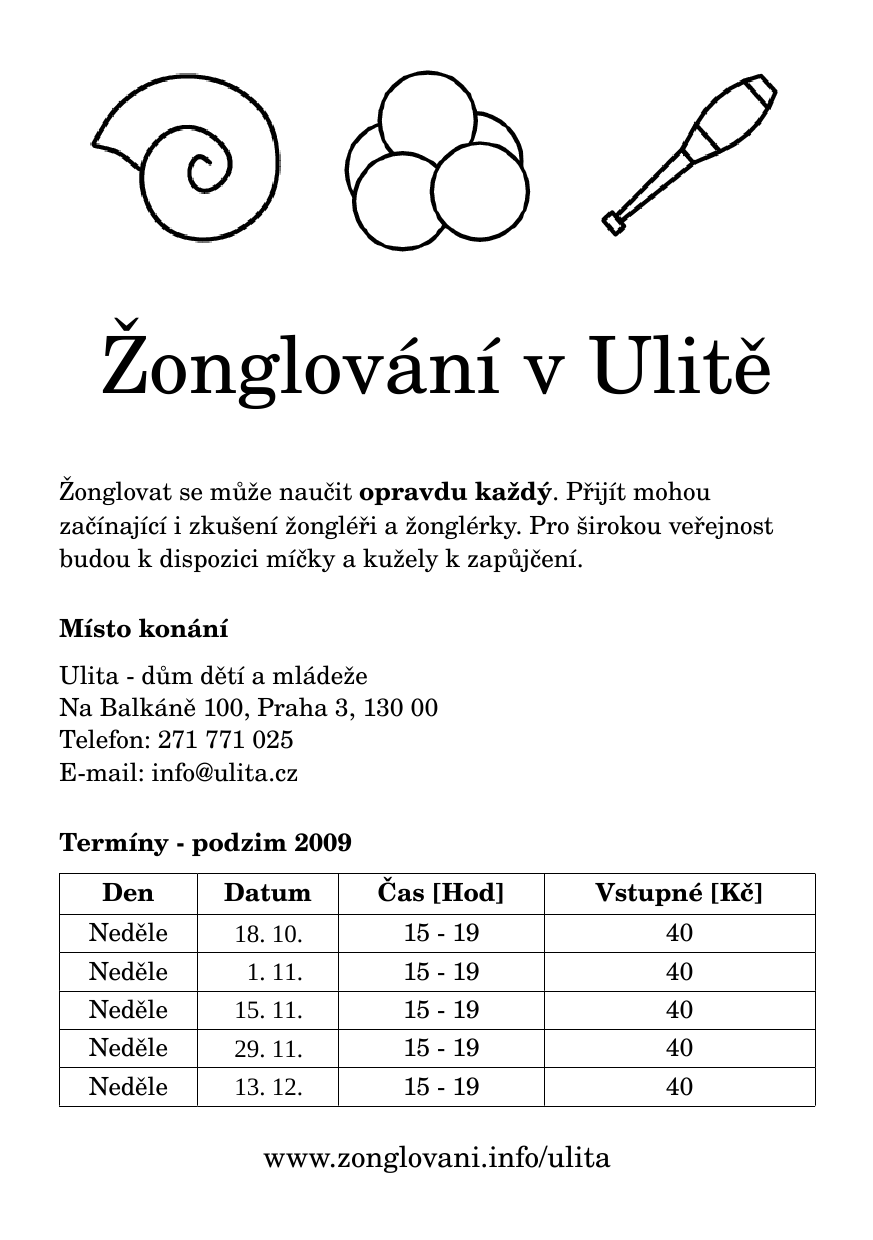 Žonglování v Ulitě
Žonglovat se může naučit opravdu každý. Přijít mohou
začínající i zkušení žongléři a žonglérky. Pro širokou veřejnost
budou k dispozici míčky a kužely k zapůjčení.
Místo konání
Ulita - dům dětí a mládeže
Na Balkáně 100, Praha 3, 130 00
Telefon: 271 771 025
E-mail: info@ulita.cz
Termíny - podzim 2009
Den Datum Čas [Hod] Vstupné [Kč]
Neděle 18. 10. 15 - 19 40
Neděle 1. 11. 15 - 19 40
Neděle 15. 11. 15 - 19 40
Neděle 29. 11. 15 - 19 40
Neděle 13. 12. 15 - 19 40
www.zonglovani.info/ulita